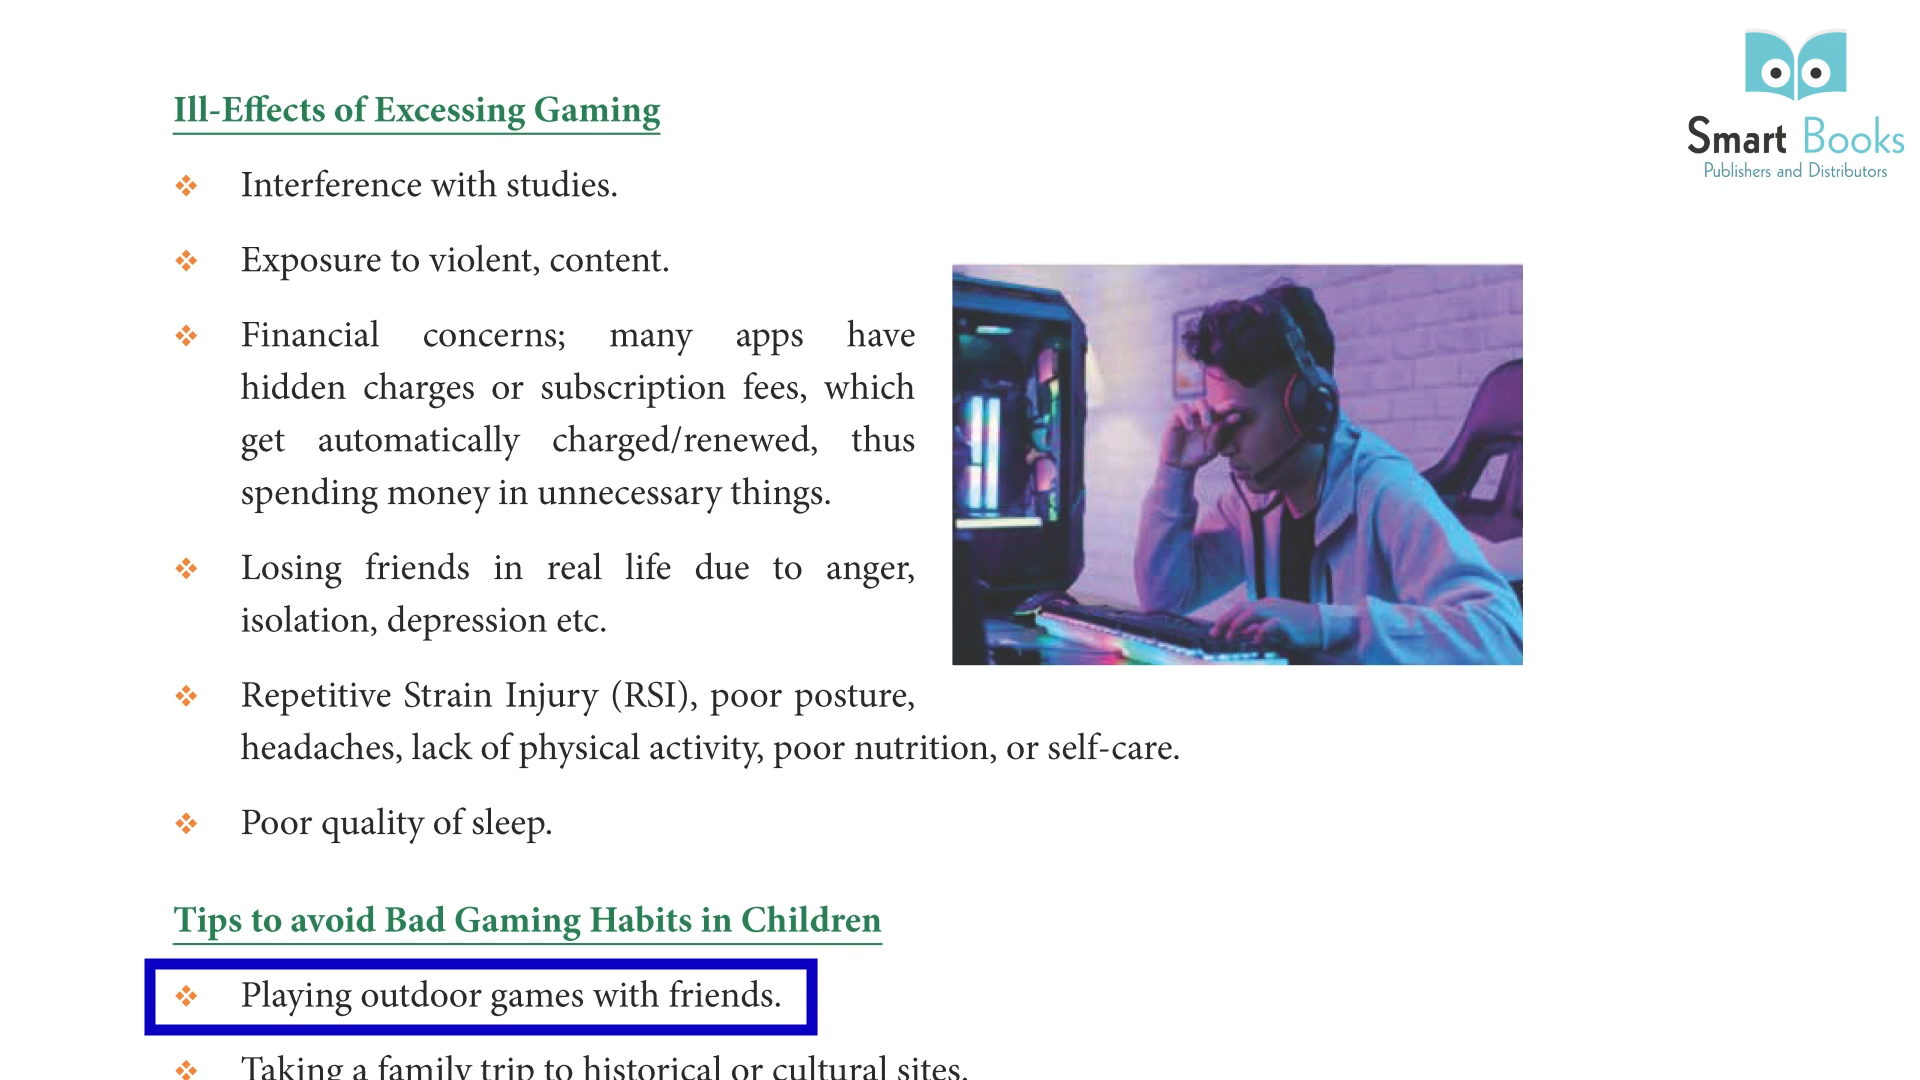 Smart Books
Publishers and Distributors
Ill-Effects of Excessing Gaming
Interference with studies.
Exposure to violent, content.
Financial concerns; many apps have
hidden charges or subscription fees, which
get automatically charged/renewed, thus
spending money in unnecessary things.
Losing friends in real life due to anger,
isolation, depression etc.
Repetitive Strain Injury (RSI), poor posture,
headaches, lack of physical activity, poor nutrition, or self-care.
Poor quality of sleep.
Tips to avoid Bad Gaming Habits in Children
Playing outdoor games with friends.
Taking a family trip to historical or cultural sites.